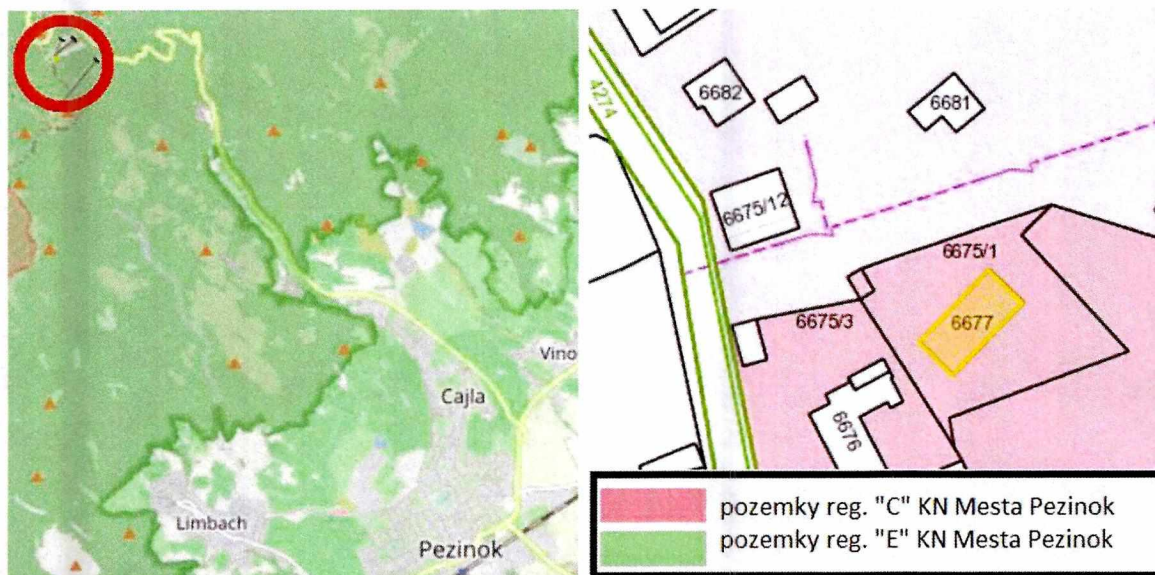 Cajla
Vino
Limbach
Pezinok
4274
6682
6681
6675/12
6675/1
6675/3
6677
6676
pozemky reg. "C" KN Mesta Pezinok
pozemky reg. "E" KN Mesta Pezinok